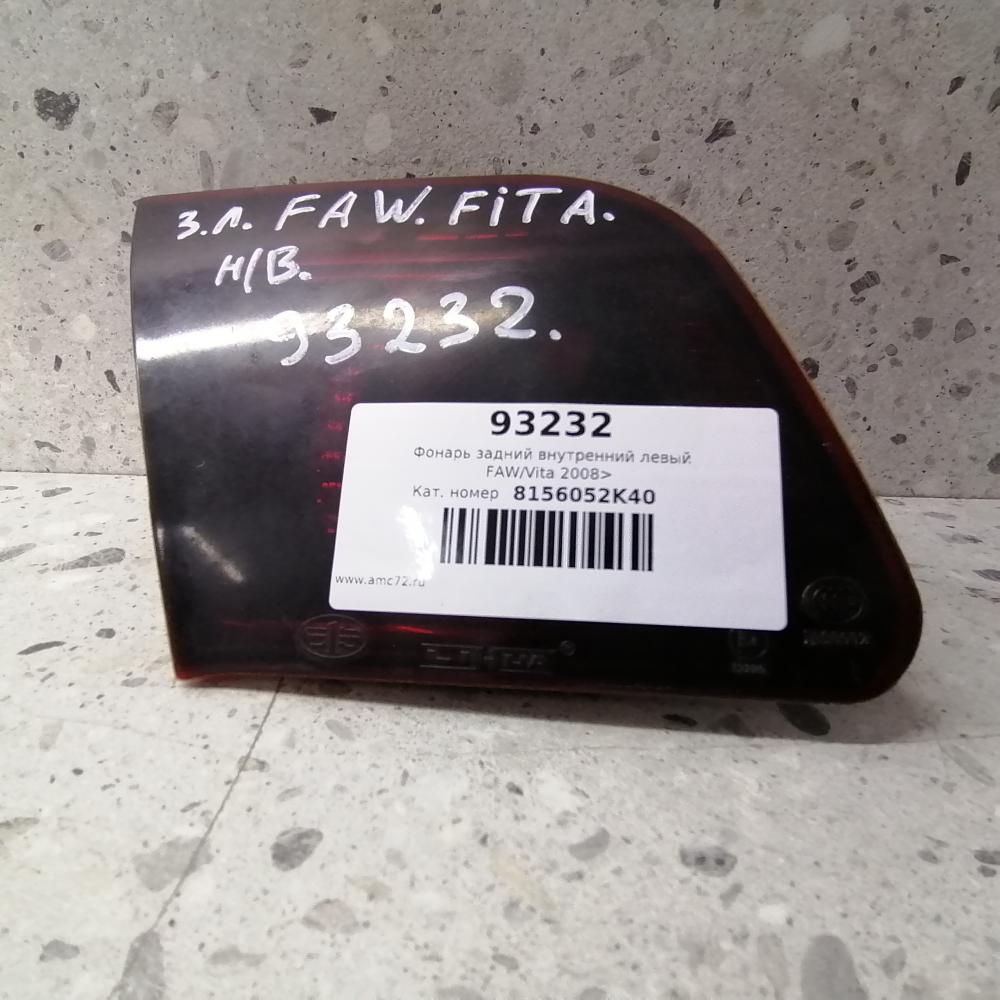 З.Л. FAW. FiTA.
Н/В.
93232.
93232
Фонарь задний внутренний левый
FAW/Vita 2008>
Кат. номер 8156052K40
www.amc72.ru